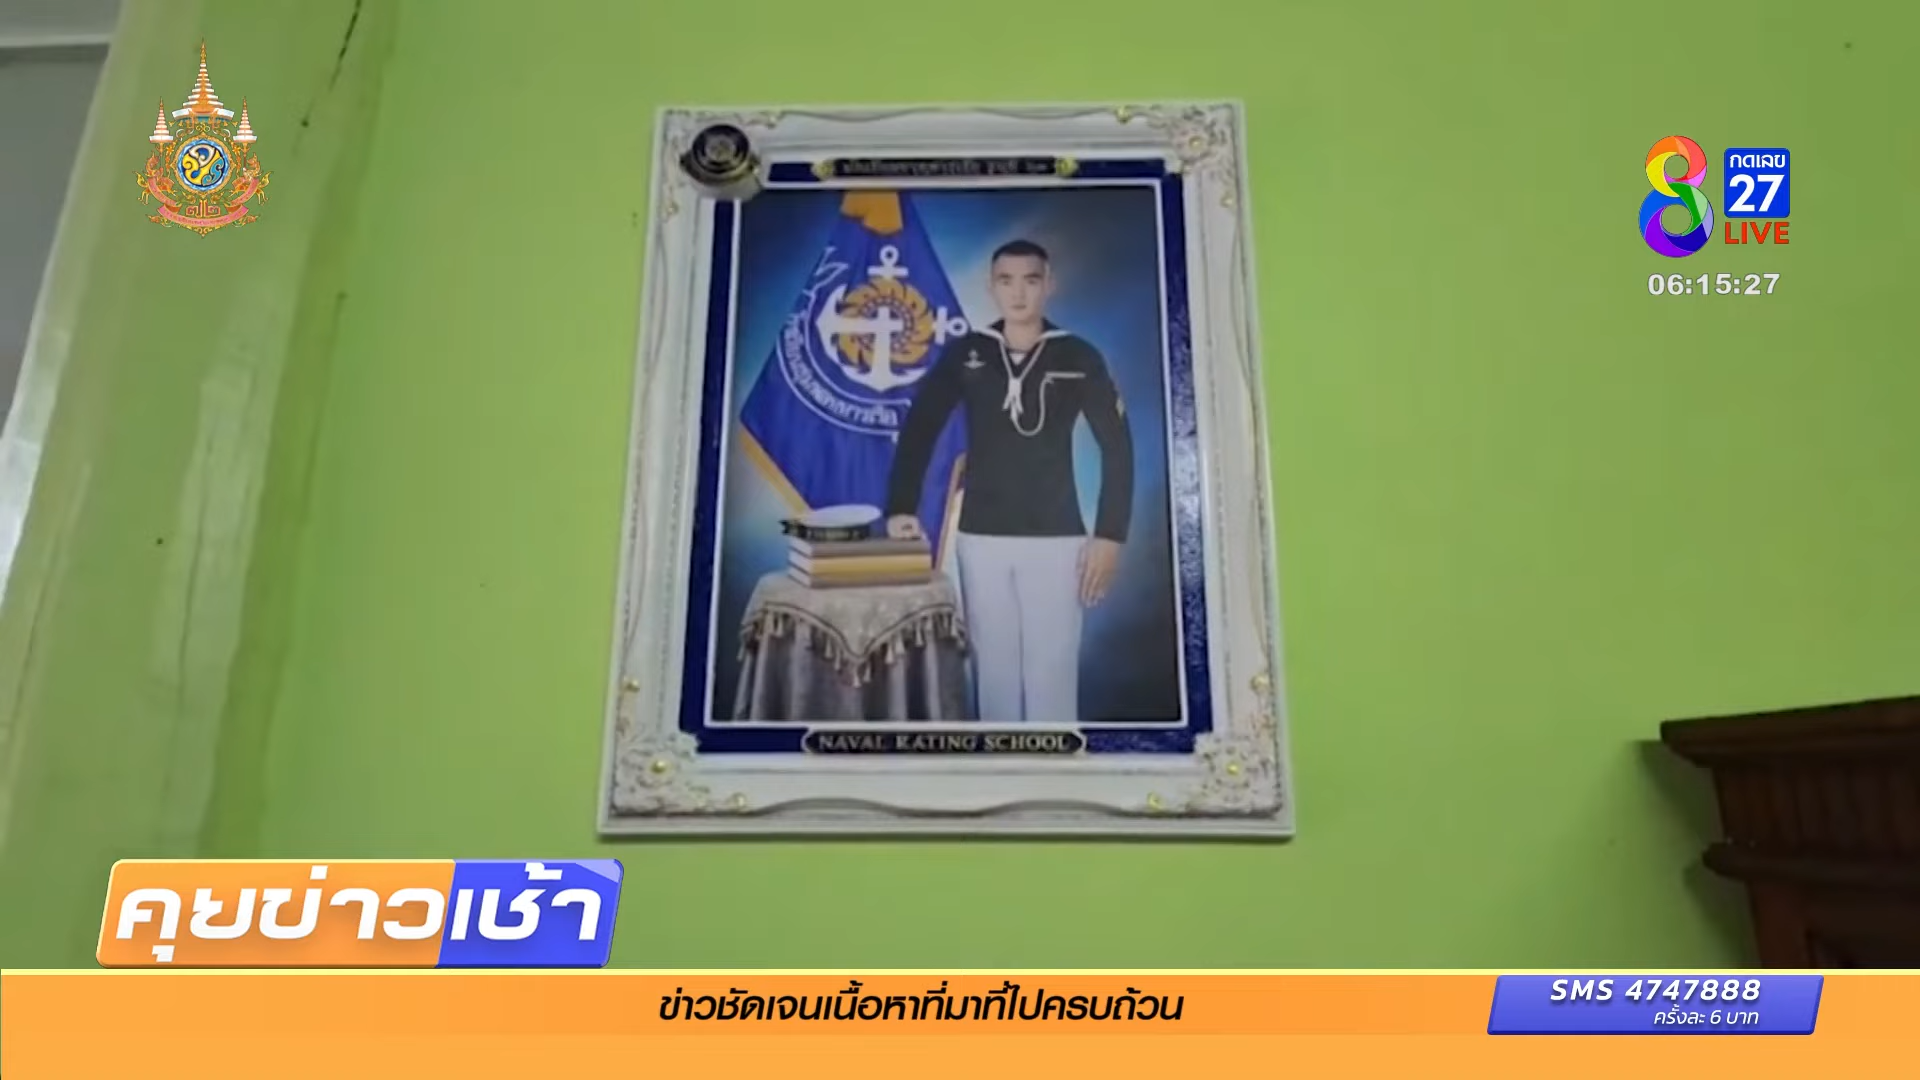 กดเลข
27
LIVE
06:15:27
NAVAL RATING SCHOOL
คุยข่าวเช้า
ข่าวชัดเจนเนื้อหาที่มาที่ไปครบถ้วน
SMS 4747888
ครั้งละ 6 บาท